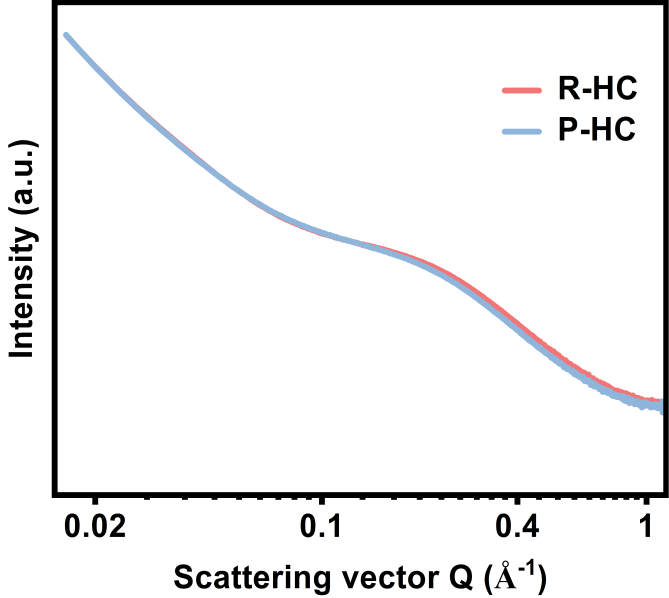 R-HC
P-HC
Intensity (a.u.)
0.02 0.1 0.4 1
Scattering vector Q (Å-1)